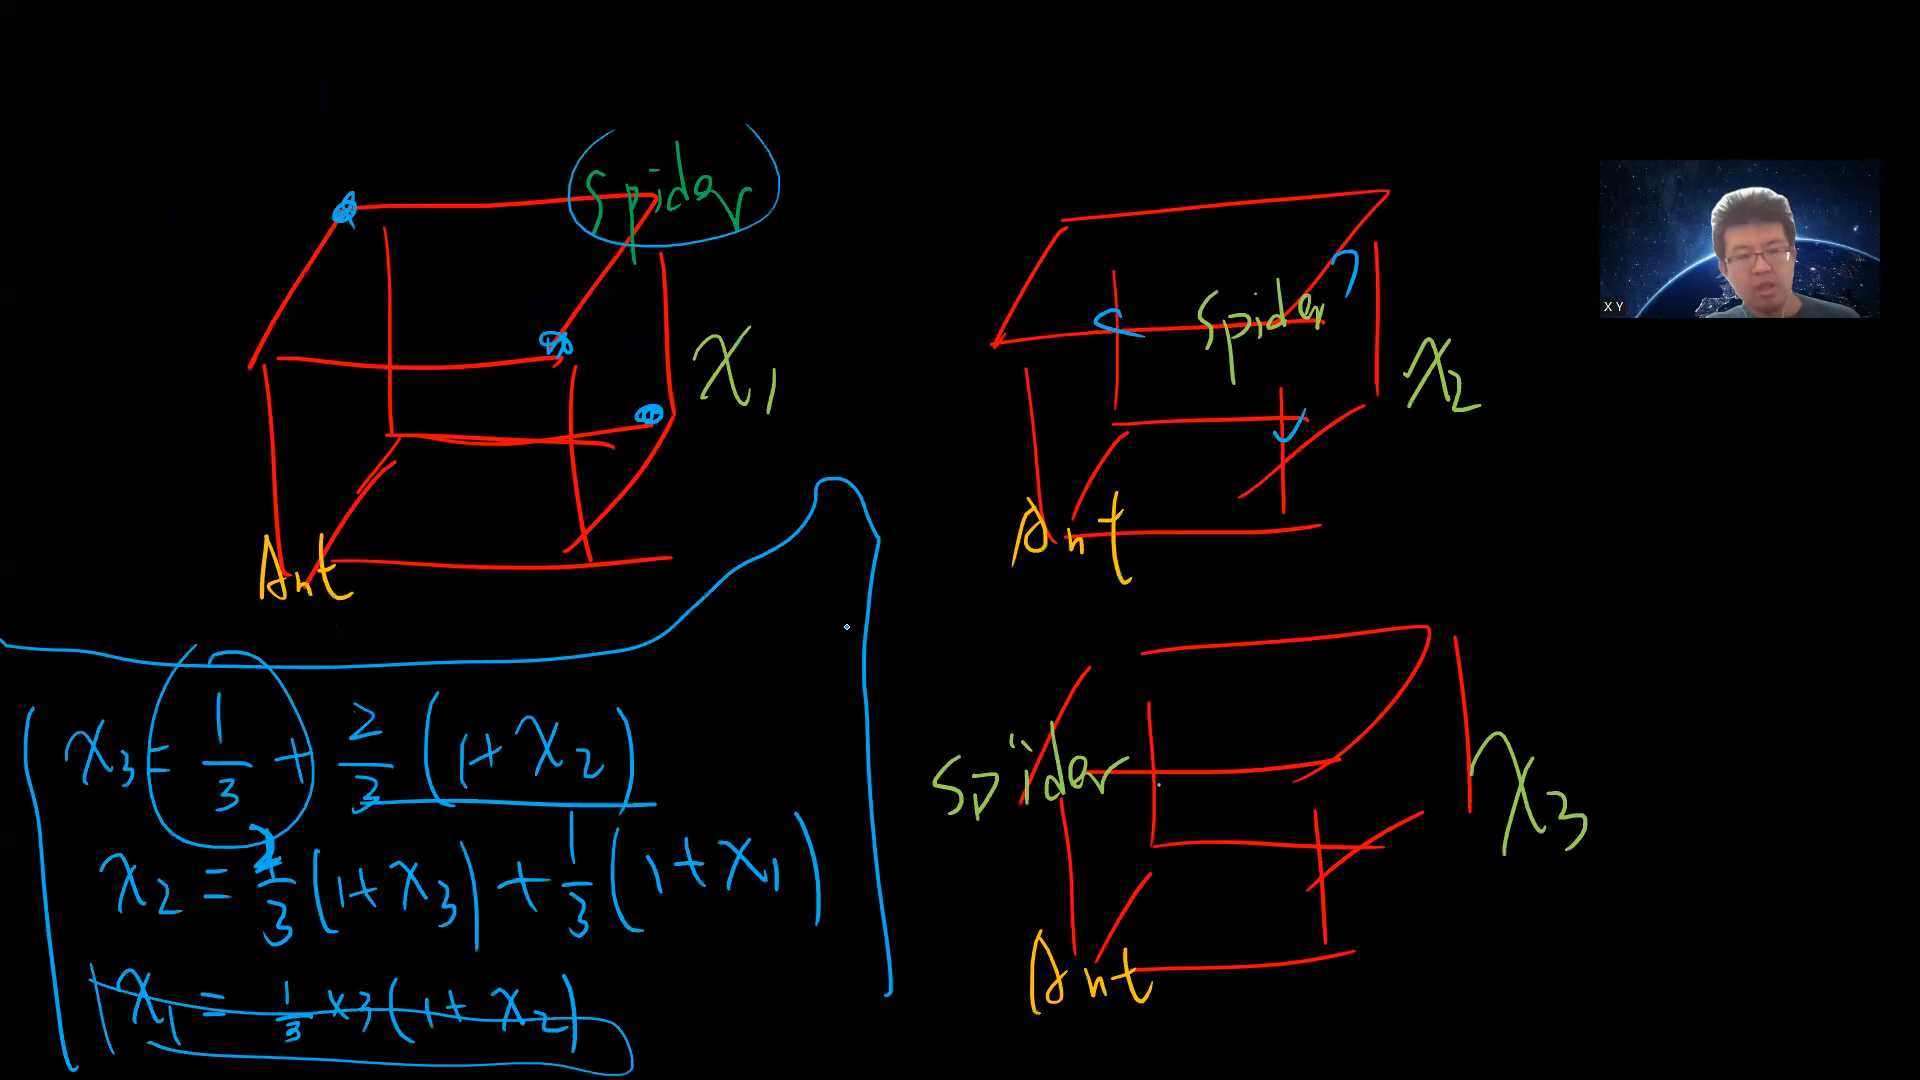 Spider
x₁
Ant
Spider
x₂
Ant
Spider
x₃
Ant
x₃ = 1/3 + 2/3 (1 + x₂)
x₂ = 2/3 (1 + x₃) + 1/3 (1 + x₁)
x₁ = 1/3 × 3 (1 + x₂)
X Y